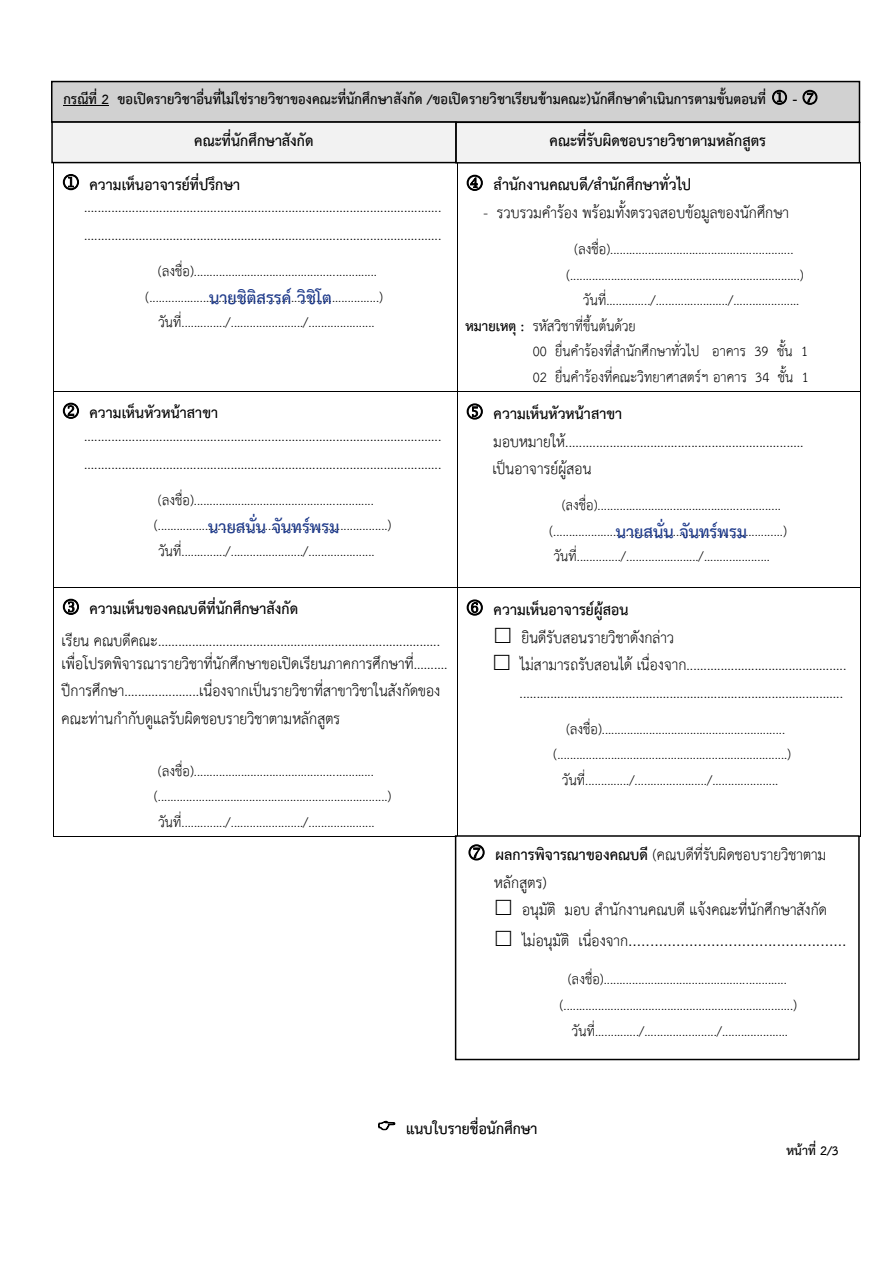 กรณีที่ 2 ขอเปิดรายวิชาอื่นที่ไม่ใช่รายวิชาของคณะที่นักศึกษาสังกัด /ขอเปิดรายวิชาเรียนข้ามคณะ)นักศึกษาดำเนินการตามขั้นตอนที่ ① - ⑦
คณะที่นักศึกษาสังกัด
คณะที่รับผิดชอบรายวิชาตามหลักสูตร
① ความเห็นอาจารย์ที่ปรึกษา
................................................................
................................................................
(ลงชื่อ)................................................
(....................นายชิติสรรค์ วิชิโต................)
วันที่............../......................./.....................
④ สำนักงานคณบดี/สำนักศึกษาทั่วไป
- รวบรวมคำร้อง พร้อมทั้งตรวจสอบข้อมูลของนักศึกษา
(ลงชื่อ)................................................
(................................................................)
วันที่............../......................./.....................
หมายเหตุ : รหัสวิชาที่ขึ้นต้นด้วย
00 ยื่นคำร้องที่สำนักศึกษาทั่วไป อาคาร 39 ชั้น 1
02 ยื่นคำร้องที่คณะวิทยาศาสตร์ฯ อาคาร 34 ชั้น 1
② ความเห็นหัวหน้าสาขา
................................................................
................................................................
(ลงชื่อ)................................................
(................นายสนั่น จันทร์พรม................)
วันที่............../......................./.....................
⑤ ความเห็นหัวหน้าสาขา
มอบหมายให้................................................
เป็นอาจารย์ผู้สอน
(ลงชื่อ)................................................
(....................นายสนั่น จันทร์พรม............)
วันที่............../......................./.....................
③ ความเห็นของคณบดีที่นักศึกษาสังกัด
เรียน คณบดีคณะ................................................................
เพื่อโปรดพิจารณารายวิชาที่นักศึกษาขอเปิดเรียนภาคการศึกษาที่..........
ปีการศึกษา......................เนื่องจากเป็นรายวิชาที่สาขาวิชาในสังกัดของ
คณะท่านกำกับดูแลรับผิดชอบรายวิชาตามหลักสูตร
(ลงชื่อ)................................................
(................................................................)
วันที่............../......................./.....................
⑥ ความเห็นอาจารย์ผู้สอน
☐ ยินดีรับสอนรายวิชาดังกล่าว
☐ ไม่สามารถรับสอนได้ เนื่องจาก................................................
................................................................
(ลงชื่อ)................................................
(................................................................)
วันที่............../......................./.....................
⑦ ผลการพิจารณาของคณบดี (คณบดีที่รับผิดชอบรายวิชาตาม
หลักสูตร)
☐ อนุมัติ มอบ สำนักงานคณบดี แจ้งคณะที่นักศึกษาสังกัด
☐ ไม่อนุมัติ เนื่องจาก................................................
(ลงชื่อ)................................................
(................................................................)
วันที่............../......................./.....................
☞ แนบใบรายชื่อนักศึกษา
หน้าที่ 2/3